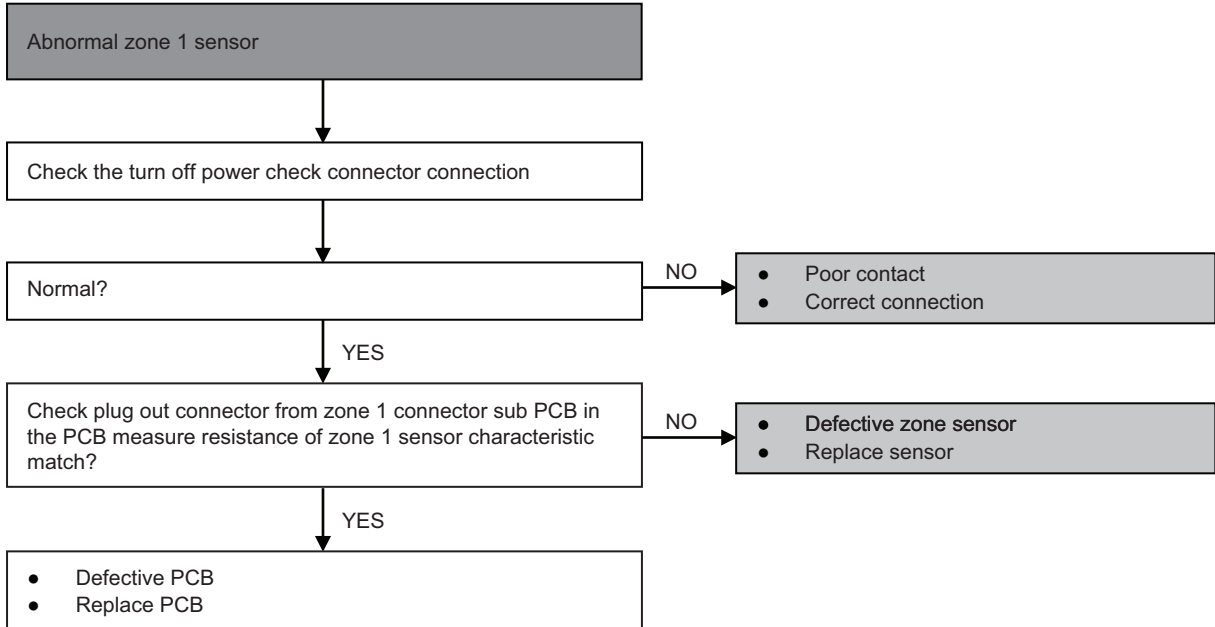 Abnormal zone 1 sensor
Check the turn off power check connector connection
Normal?
NO
● Poor contact
● Correct connection
YES
Check plug out connector from zone 1 connector sub PCB in
the PCB measure resistance of zone 1 sensor characteristic
match?
NO
● Defective zone sensor
● Replace sensor
YES
● Defective PCB
● Replace PCB